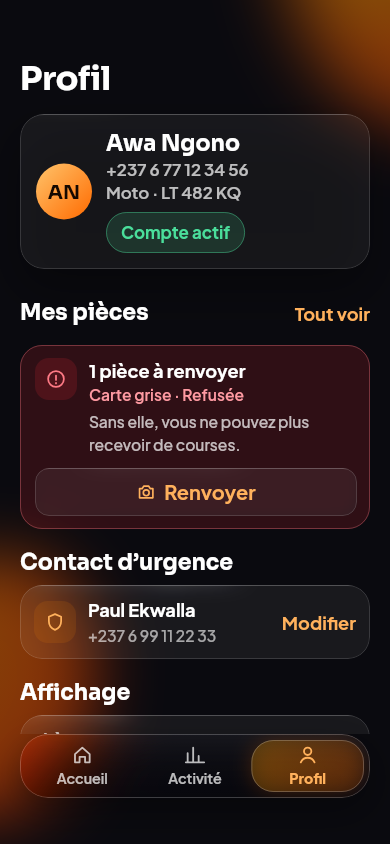 Profil
Awa Ngono
+237 6 77 12 34 56
AN
Moto · LT 482 KQ
Compte actif
Mes pièces
Tout voir
1 pièce à renvoyer
Carte grise · Refusée
Sans elle, vous ne pouvez plus
recevoir de courses.
Renvoyer
Contact d’urgence
Paul Ekwalla
+237 6 99 11 22 33
Modifier
Affichage
Accueil
Activité
Profil